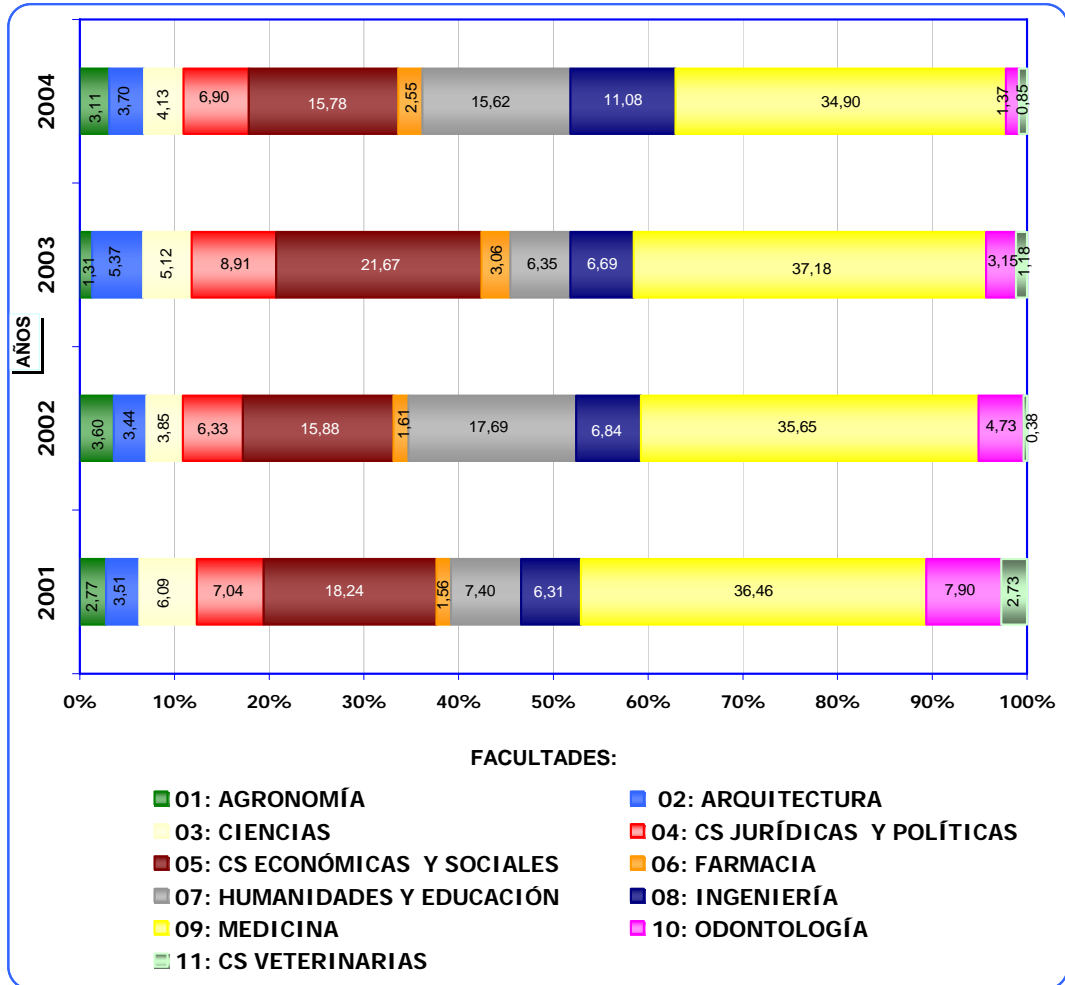 2004
3,11 3,70 4,13 6,90 15,78 2,55 15,62 11,08 34,90 1,37 0,85
2003
1,31 5,37 5,12 8,91 21,67 3,06 6,35 6,69 37,18 3,15 1,18
AÑOS
2002
3,60 3,44 3,85 6,33 15,88 1,61 17,69 6,84 35,65 4,73 0,38
2001
2,77 3,51 6,09 7,04 18,24 1,56 7,40 6,31 36,46 7,90 2,73
0% 10% 20% 30% 40% 50% 60% 70% 80% 90% 100%
FACULTADES:
01: AGRONOMÍA 02: ARQUITECTURA
03: CIENCIAS 04: CS JURÍDICAS Y POLÍTICAS
05: CS ECONÓMICAS Y SOCIALES 06: FARMACIA
07: HUMANIDADES Y EDUCACIÓN 08: INGENIERÍA
09: MEDICINA 10: ODONTOLOGÍA
11: CS VETERINARIAS